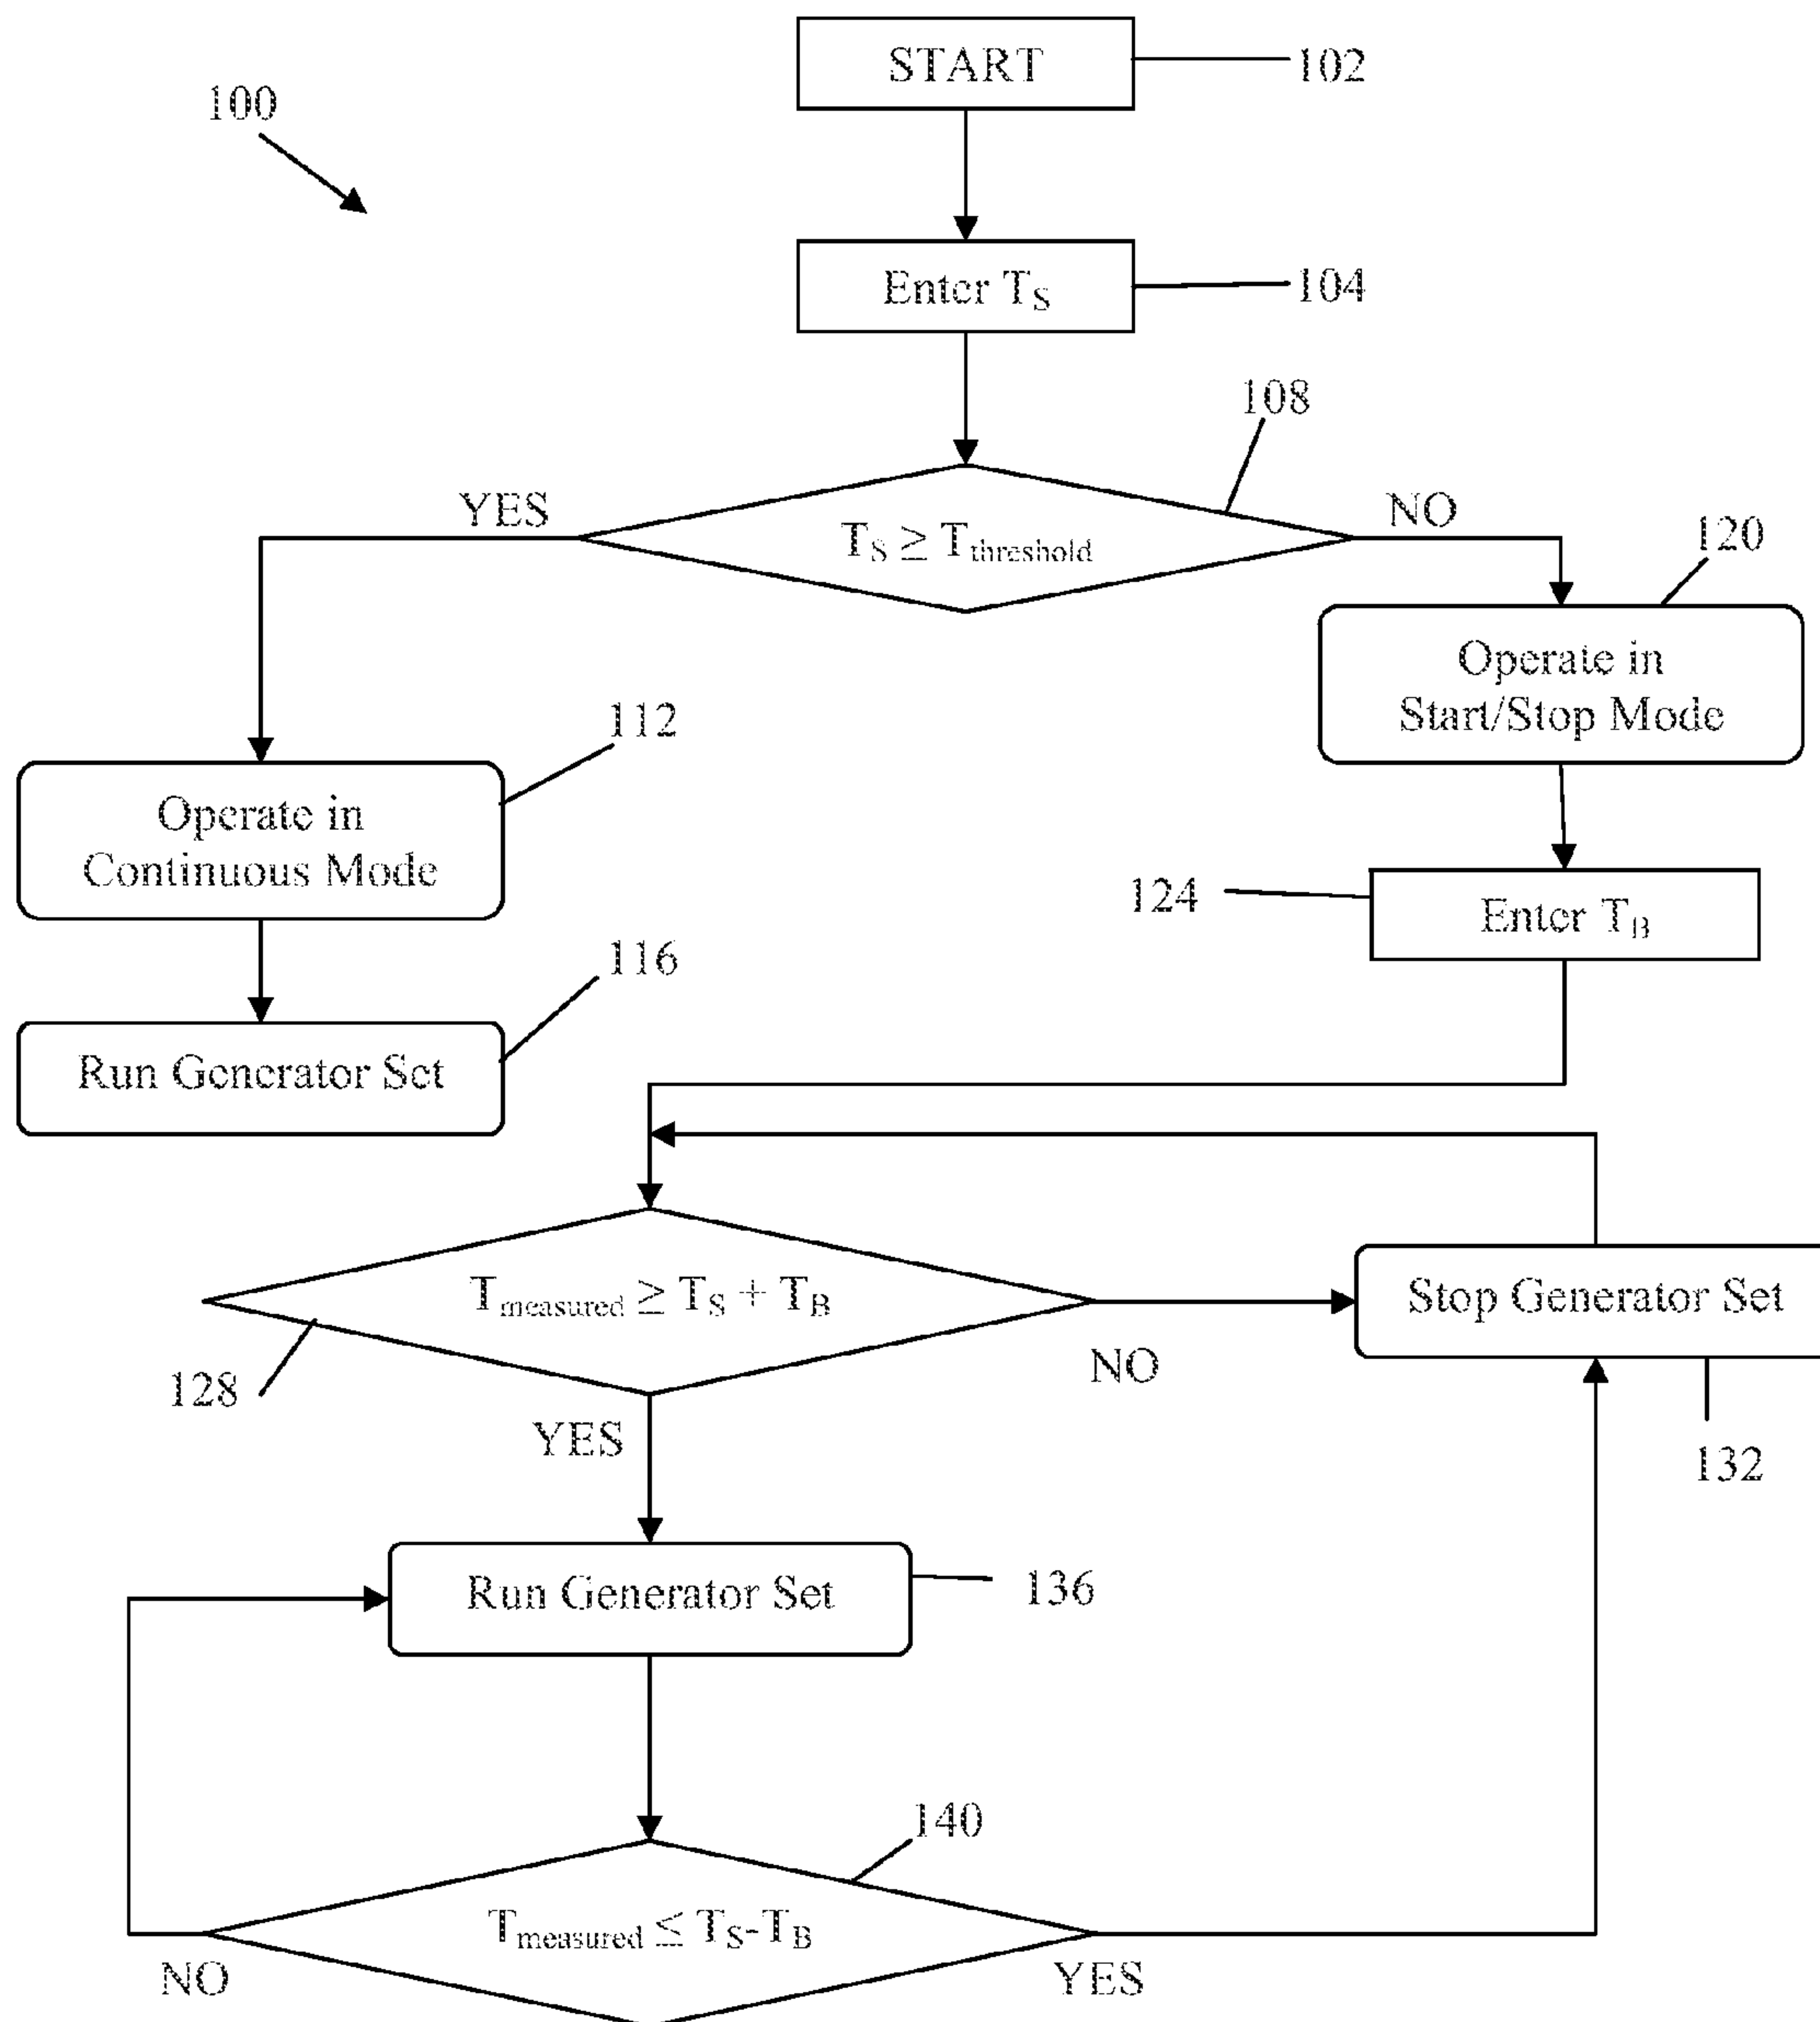 START
102
100
Enter T_S
104
108
YES
NO
T_S ≥ T_threshold
120
Operate in
Start/Stop Mode
112
Operate in
Continuous Mode
124
Enter T_B
116
Run Generator Set
T_measured ≥ T_S + T_B
Stop Generator Set
NO
128
YES
132
Run Generator Set
136
140
T_measured ≤ T_S-T_B
NO
YES